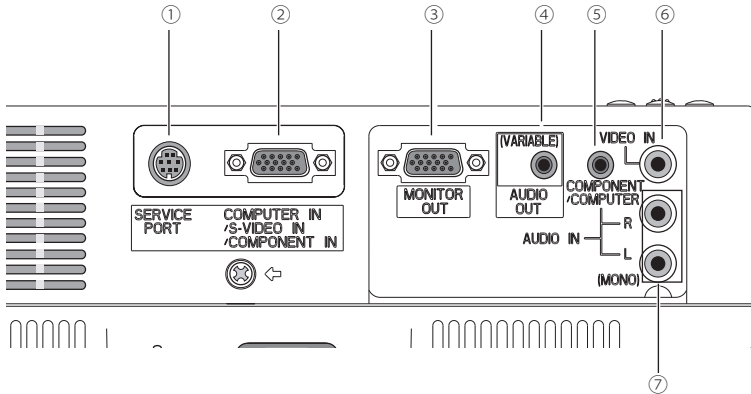 ① ② ③ ④ ⑤ ⑥
(VARIABLE)
VIDEO IN
MONITOR
OUT
AUDIO
OUT
COMPONENT
/COMPUTER
SERVICE
PORT
COMPUTER IN
/S-VIDEO IN
/COMPONENT IN
R
AUDIO IN
L
(MONO)
⑦